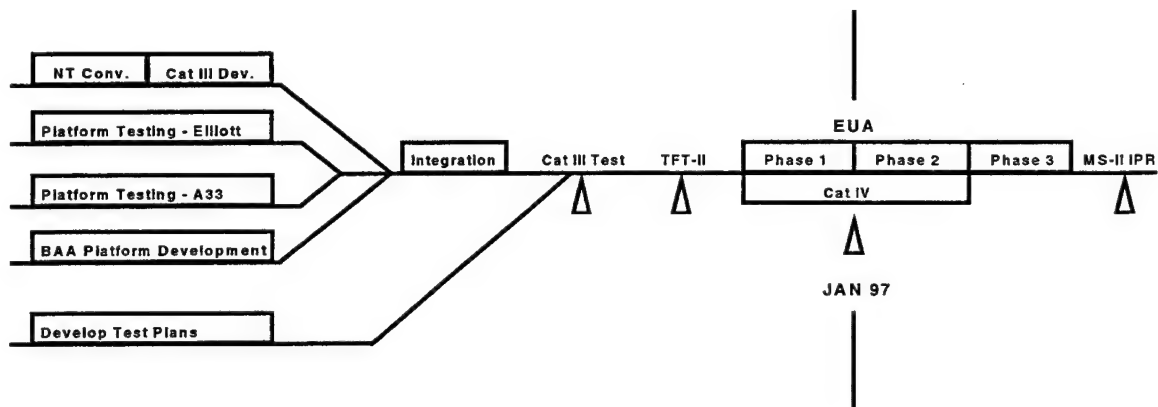 NT Conv. Cat III Dev.
Platform Testing - Elliott
EUA
Integration Cat III Test TFT-II Phase 1 Phase 2 Phase 3 MS-II IPR
Platform Testing - A33
Cat IV
BAA Platform Development
JAN 97
Develop Test Plans